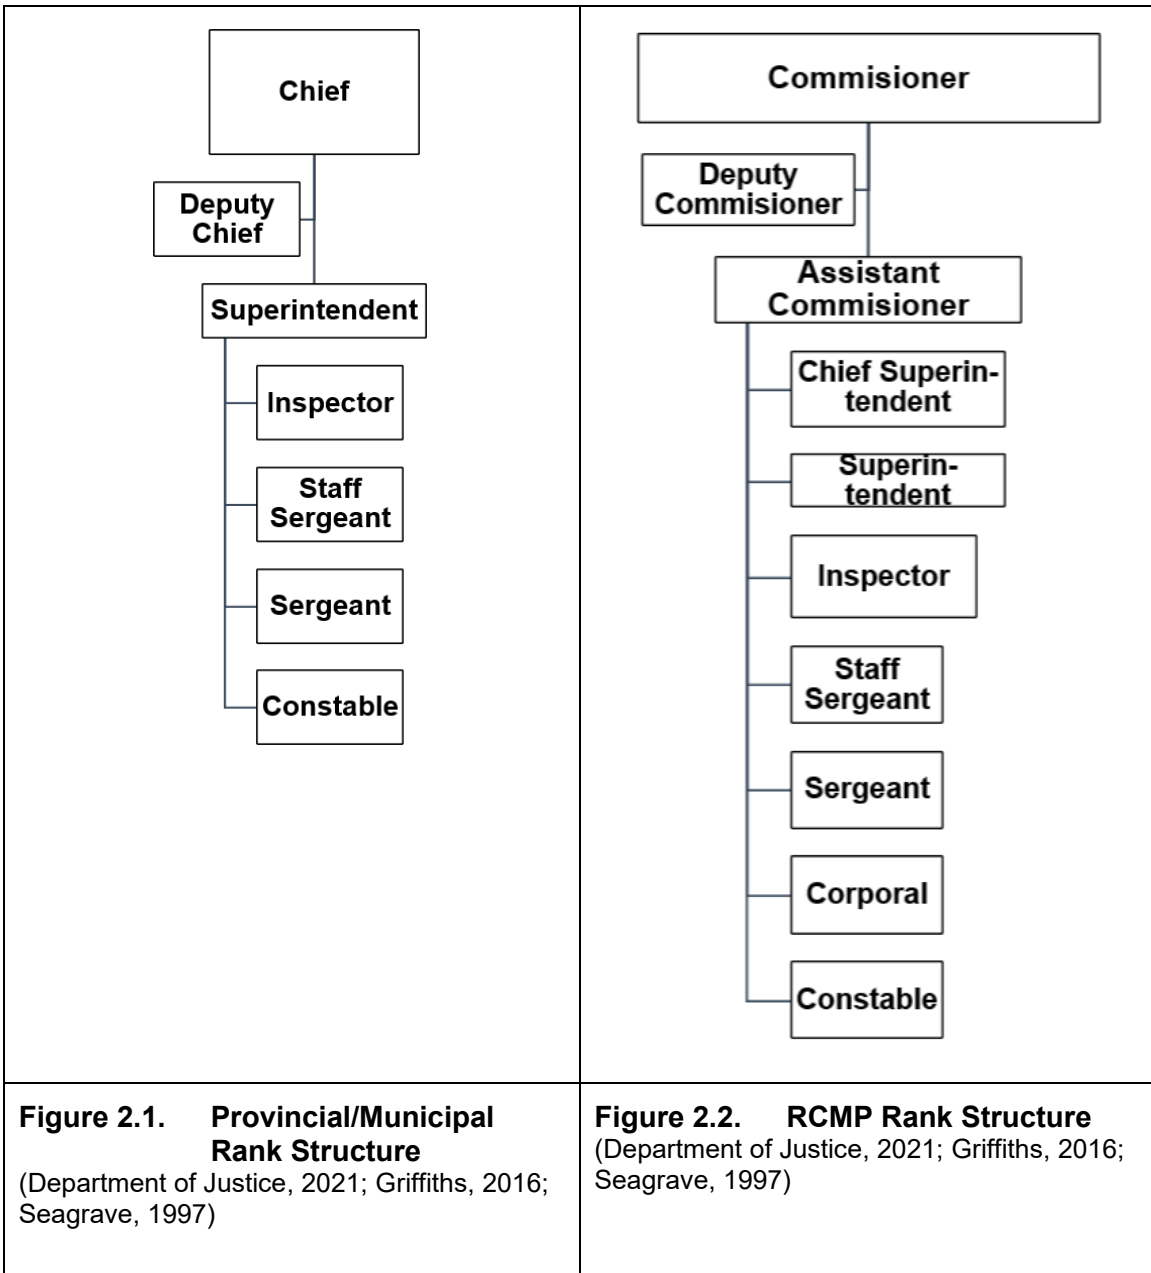 Chief
Deputy
Chief
Superintendent
Inspector
Staff
Sergeant
Sergeant
Constable
Commisioner
Deputy
Commisioner
Assistant
Commisioner
Chief Superin-
tendent
Superin-
tendent
Inspector
Staff
Sergeant
Sergeant
Corporal
Constable
Figure 2.1. Provincial/Municipal
Rank Structure
(Department of Justice, 2021; Griffiths, 2016;
Seagrave, 1997)
Figure 2.2. RCMP Rank Structure
(Department of Justice, 2021; Griffiths, 2016;
Seagrave, 1997)